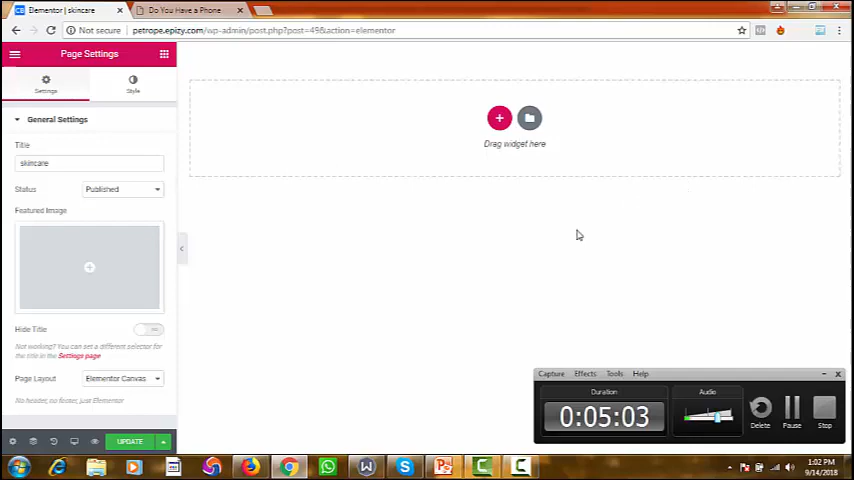 Elementor | skincare
Do You Have a Phone
Not secure petrope.epizy.com/wp-admin/post.php?post=49&action=elementor
Page Settings
Settings
Style
General Settings
Title
skincare
Status
Published
Featured Image
Hide Title
NO
Not working? You can set a different selector for the title in the Settings page
Page Layout
Elementor Canvas
No header, no footer, just Elementor
UPDATE
Drag widget here
Capture Effects Tools Help
Duration
Audio
0:05:03
Delete
Pause
Stop
1:02 PM
9/14/2018